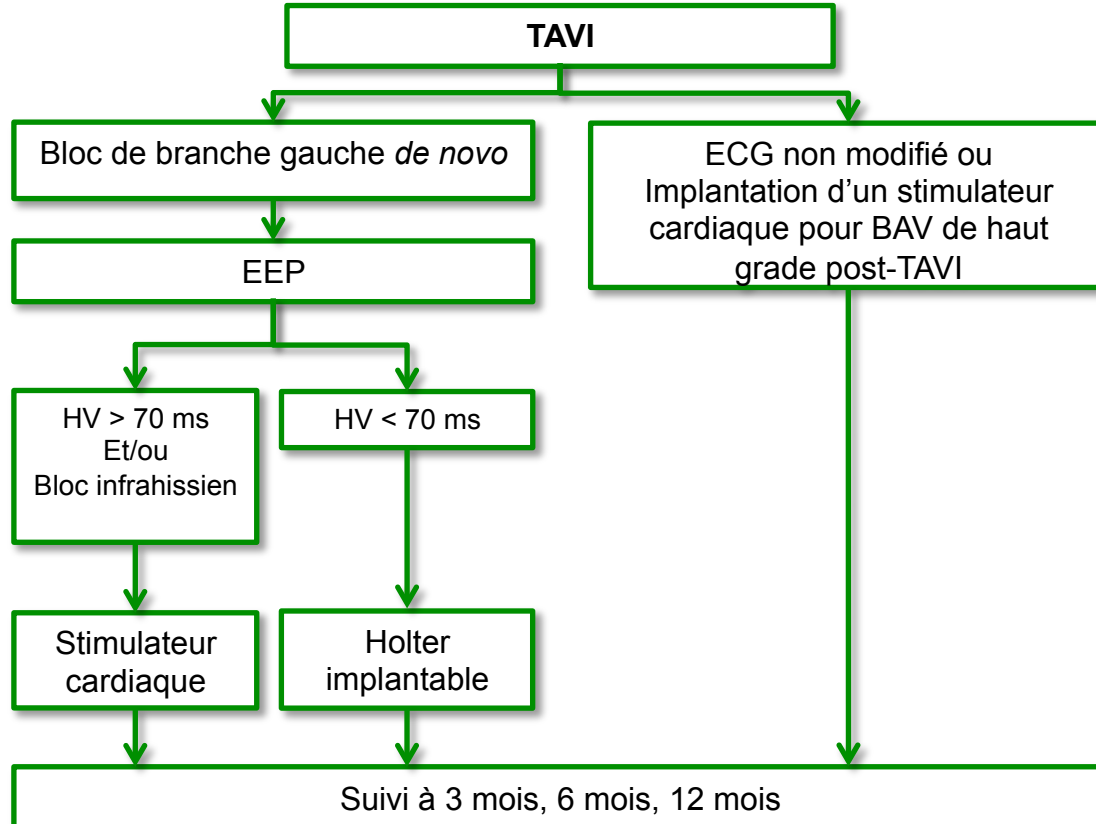 TAVI
Bloc de branche gauche de novo
ECG non modifié ou
Implantation d’un stimulateur
cardiaque pour BAV de haut
grade post-TAVI
EEP
HV > 70 ms
Et/ou
Bloc infrahissien
HV < 70 ms
Stimulateur
cardiaque
Holter
implantable
Suivi à 3 mois, 6 mois, 12 mois